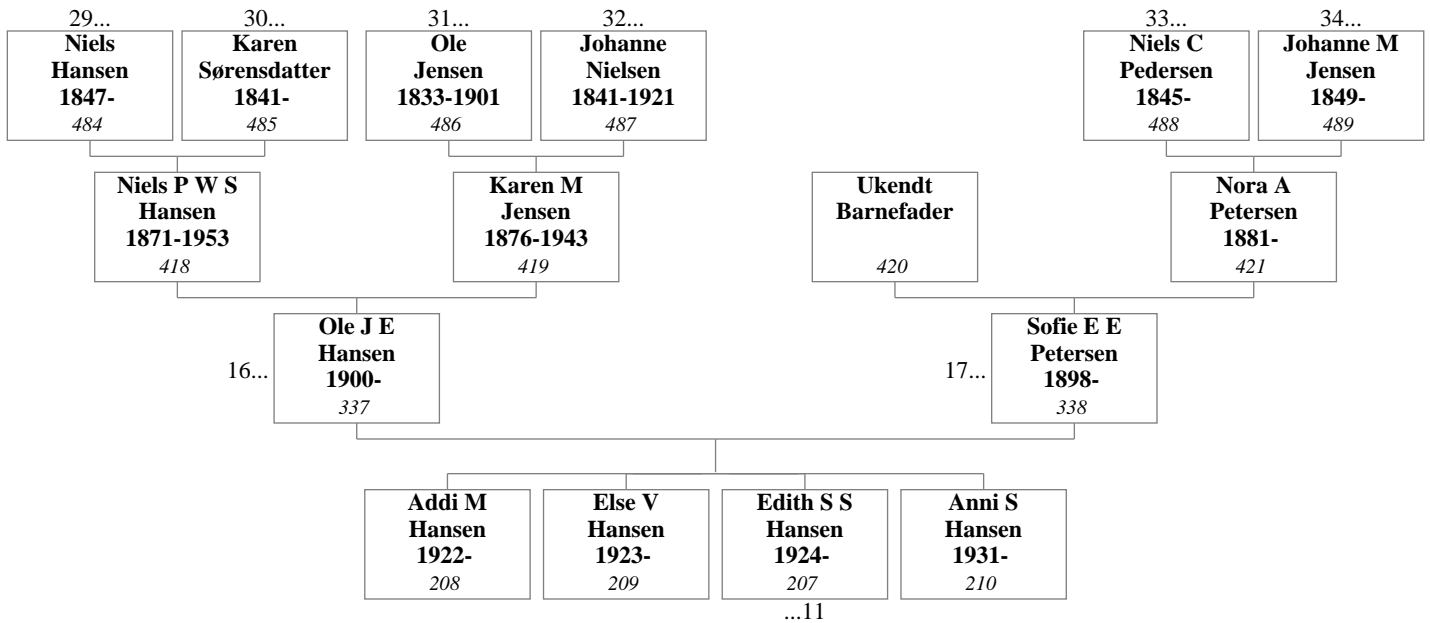 29...
30...
31...
32...
33...
34...
Niels
Hansen
1847-
484
Karen
Sørensdatter
1841-
485
Ole
Jensen
1833-1901
486
Johanne
Nielsen
1841-1921
487
Niels C
Pedersen
1845-
488
Johanne M
Jensen
1849-
489
Niels P W S
Hansen
1871-1953
418
Karen M
Jensen
1876-1943
419
Ukendt
Barnefader
420
Nora A
Petersen
1881-
421
16...
Ole J E
Hansen
1900-
337
17...
Sofie E E
Petersen
1898-
338
Addi M
Hansen
1922-
208
Else V
Hansen
1923-
209
Edith S S
Hansen
1924-
207
Anni S
Hansen
1931-
210
...11